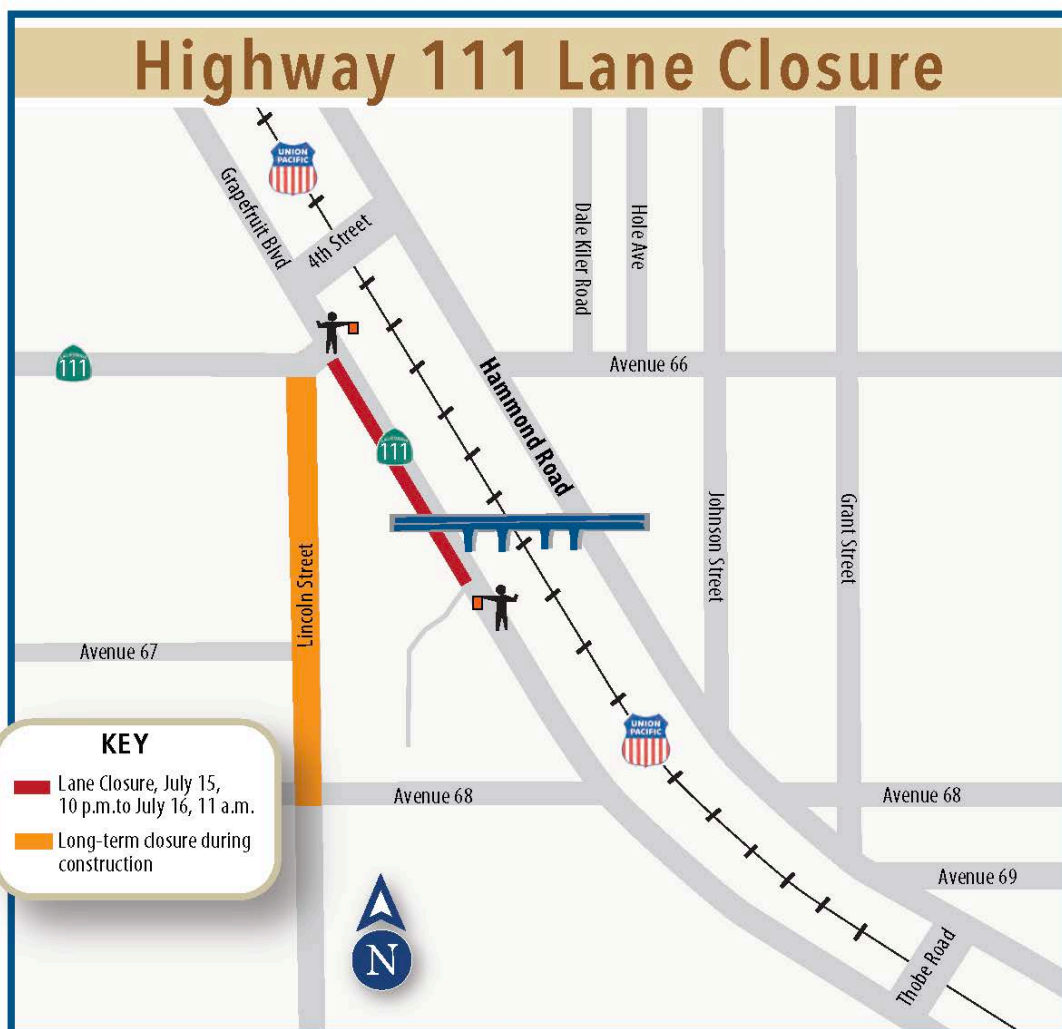 Highway 111 Lane Closure
UNION
PACIFIC
Grapefruit Blvd
4th Street
Dale Kiler Road
Hole Ave
111
Avenue 66
Hammond Road
111
Johnson Street
Grant Street
Lincoln Street
Avenue 67
UNION
PACIFIC
KEY
Lane Closure, July 15,
10 p.m.to July 16, 11 a.m.
Long-term closure during
construction
Avenue 68
Avenue 68
Avenue 69
Thobe Road
N